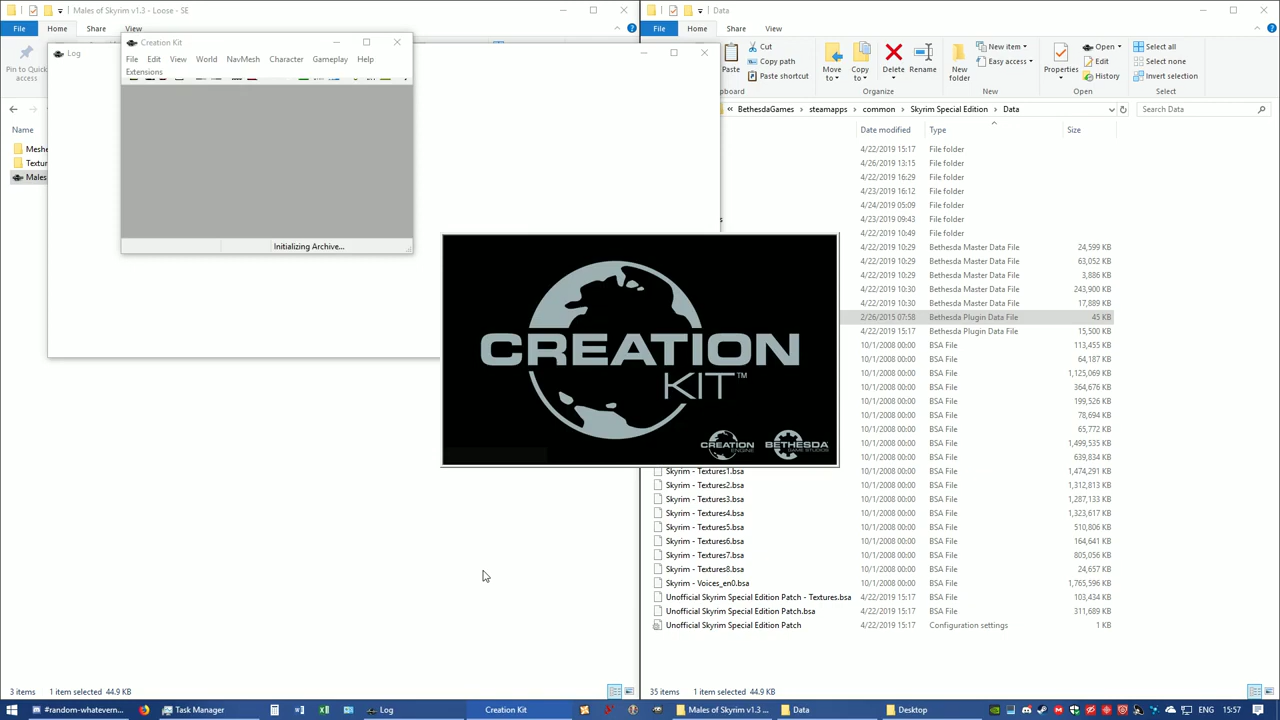 Males of Skyrim v1.3 - Loose - SE
File
Home
Share
View
Pin to Quick
access
Name
Meshe
Textur
Males
3 items
1 item selected 44.9 KB
Log
Creation Kit
File
Edit
View
World
NavMesh
Character
Gameplay
Help
Extensions
Initializing Archive...
CREATION
KIT™
CREATION
ENGINE
BETHESDA
GAME STUDIOS
Data
File
Home
Share
View
Paste
Cut
Copy path
Paste shortcut
lipboard
Move
to
Copy
to
Delete
Rename
Organize
New
folder
New item
Easy access
New
Properties
Open
Edit
History
Open
Select all
Select none
Invert selection
Select
« BethesdaGames › steamapps › common › Skyrim Special Edition › Data
Search Data
Date modified Type Size
4/22/2019 15:17 File folder
4/26/2019 13:15 File folder
4/22/2019 16:29 File folder
4/23/2019 16:12 File folder
4/24/2019 05:09 File folder
4/23/2019 09:43 File folder
4/22/2019 10:49 File folder
4/22/2019 10:29 Bethesda Master Data File 24,599 KB
4/22/2019 10:29 Bethesda Master Data File 63,052 KB
4/22/2019 10:29 Bethesda Master Data File 3,886 KB
4/22/2019 10:30 Bethesda Master Data File 243,900 KB
4/22/2019 10:30 Bethesda Master Data File 17,889 KB
2/26/2015 07:58 Bethesda Plugin Data File 45 KB
4/22/2019 15:17 Bethesda Plugin Data File 15,500 KB
10/1/2008 00:00 BSA File 113,455 KB
10/1/2008 00:00 BSA File 64,187 KB
10/1/2008 00:00 BSA File 1,125,069 KB
10/1/2008 00:00 BSA File 364,676 KB
10/1/2008 00:00 BSA File 199,526 KB
10/1/2008 00:00 BSA File 78,694 KB
10/1/2008 00:00 BSA File 65,772 KB
10/1/2008 00:00 BSA File 1,499,535 KB
10/1/2008 00:00 BSA File 639,834 KB
Skyrim - Textures1.bsa 10/1/2008 00:00 BSA File 1,474,291 KB
Skyrim - Textures2.bsa 10/1/2008 00:00 BSA File 1,312,813 KB
Skyrim - Textures3.bsa 10/1/2008 00:00 BSA File 1,287,133 KB
Skyrim - Textures4.bsa 10/1/2008 00:00 BSA File 1,323,617 KB
Skyrim - Textures5.bsa 10/1/2008 00:00 BSA File 510,806 KB
Skyrim - Textures6.bsa 10/1/2008 00:00 BSA File 164,641 KB
Skyrim - Textures7.bsa 10/1/2008 00:00 BSA File 805,056 KB
Skyrim - Textures8.bsa 10/1/2008 00:00 BSA File 24,657 KB
Skyrim - Voices_en0.bsa 10/1/2008 00:00 BSA File 1,765,596 KB
Unofficial Skyrim Special Edition Patch - Textures.bsa 4/22/2019 15:17 BSA File 103,434 KB
Unofficial Skyrim Special Edition Patch.bsa 4/22/2019 15:17 BSA File 311,689 KB
Unofficial Skyrim Special Edition Patch 4/22/2019 15:17 Configuration settings 1 KB
35 items
1 item selected 44.9 KB
#random-whatevern...
Task Manager
Log
Creation Kit
Males of Skyrim v1.3 ...
Data
Desktop
ENG
15:57